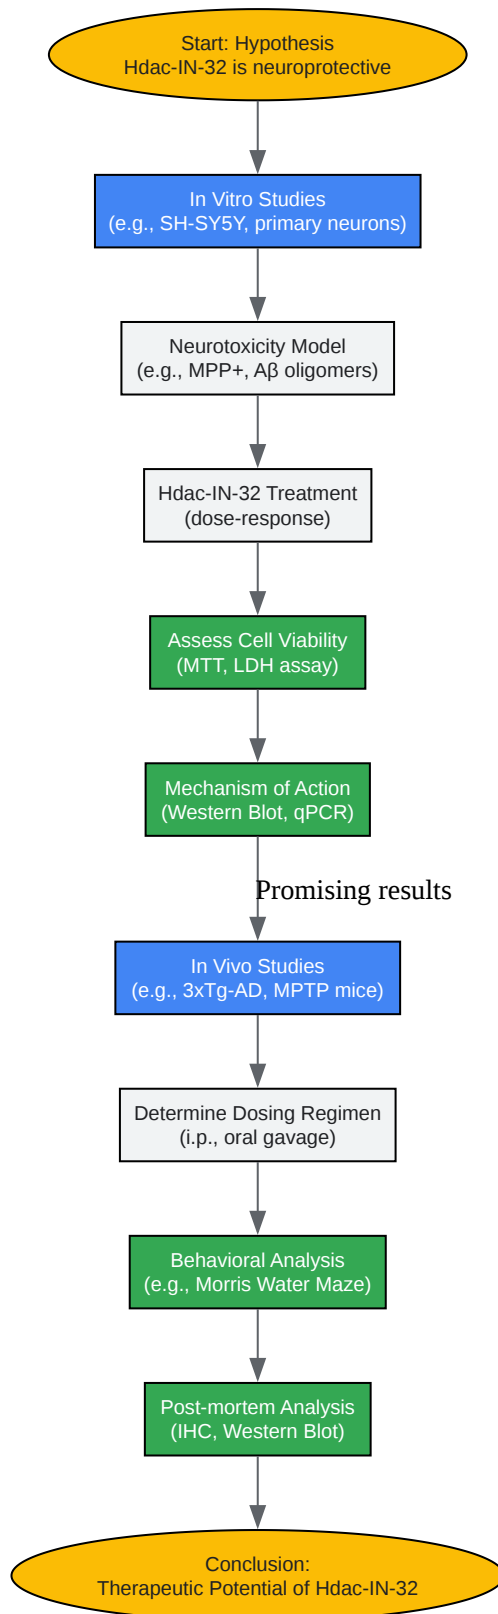 Start: Hypothesis
Hdac-IN-32 is neuroprotective
In Vitro Studies
(e.g., SH-SY5Y, primary neurons)
Neurotoxicity Model
(e.g., MPP+, Aβ oligomers)
Hdac-IN-32 Treatment
(dose-response)
Assess Cell Viability
(MTT, LDH assay)
Mechanism of Action
(Western Blot, qPCR)
Promising results
In Vivo Studies
(e.g., 3xTg-AD, MPTP mice)
Determine Dosing Regimen
(i.p., oral gavage)
Behavioral Analysis
(e.g., Morris Water Maze)
Post-mortem Analysis
(IHC, Western Blot)
Conclusion:
Therapeutic Potential of Hdac-IN-32